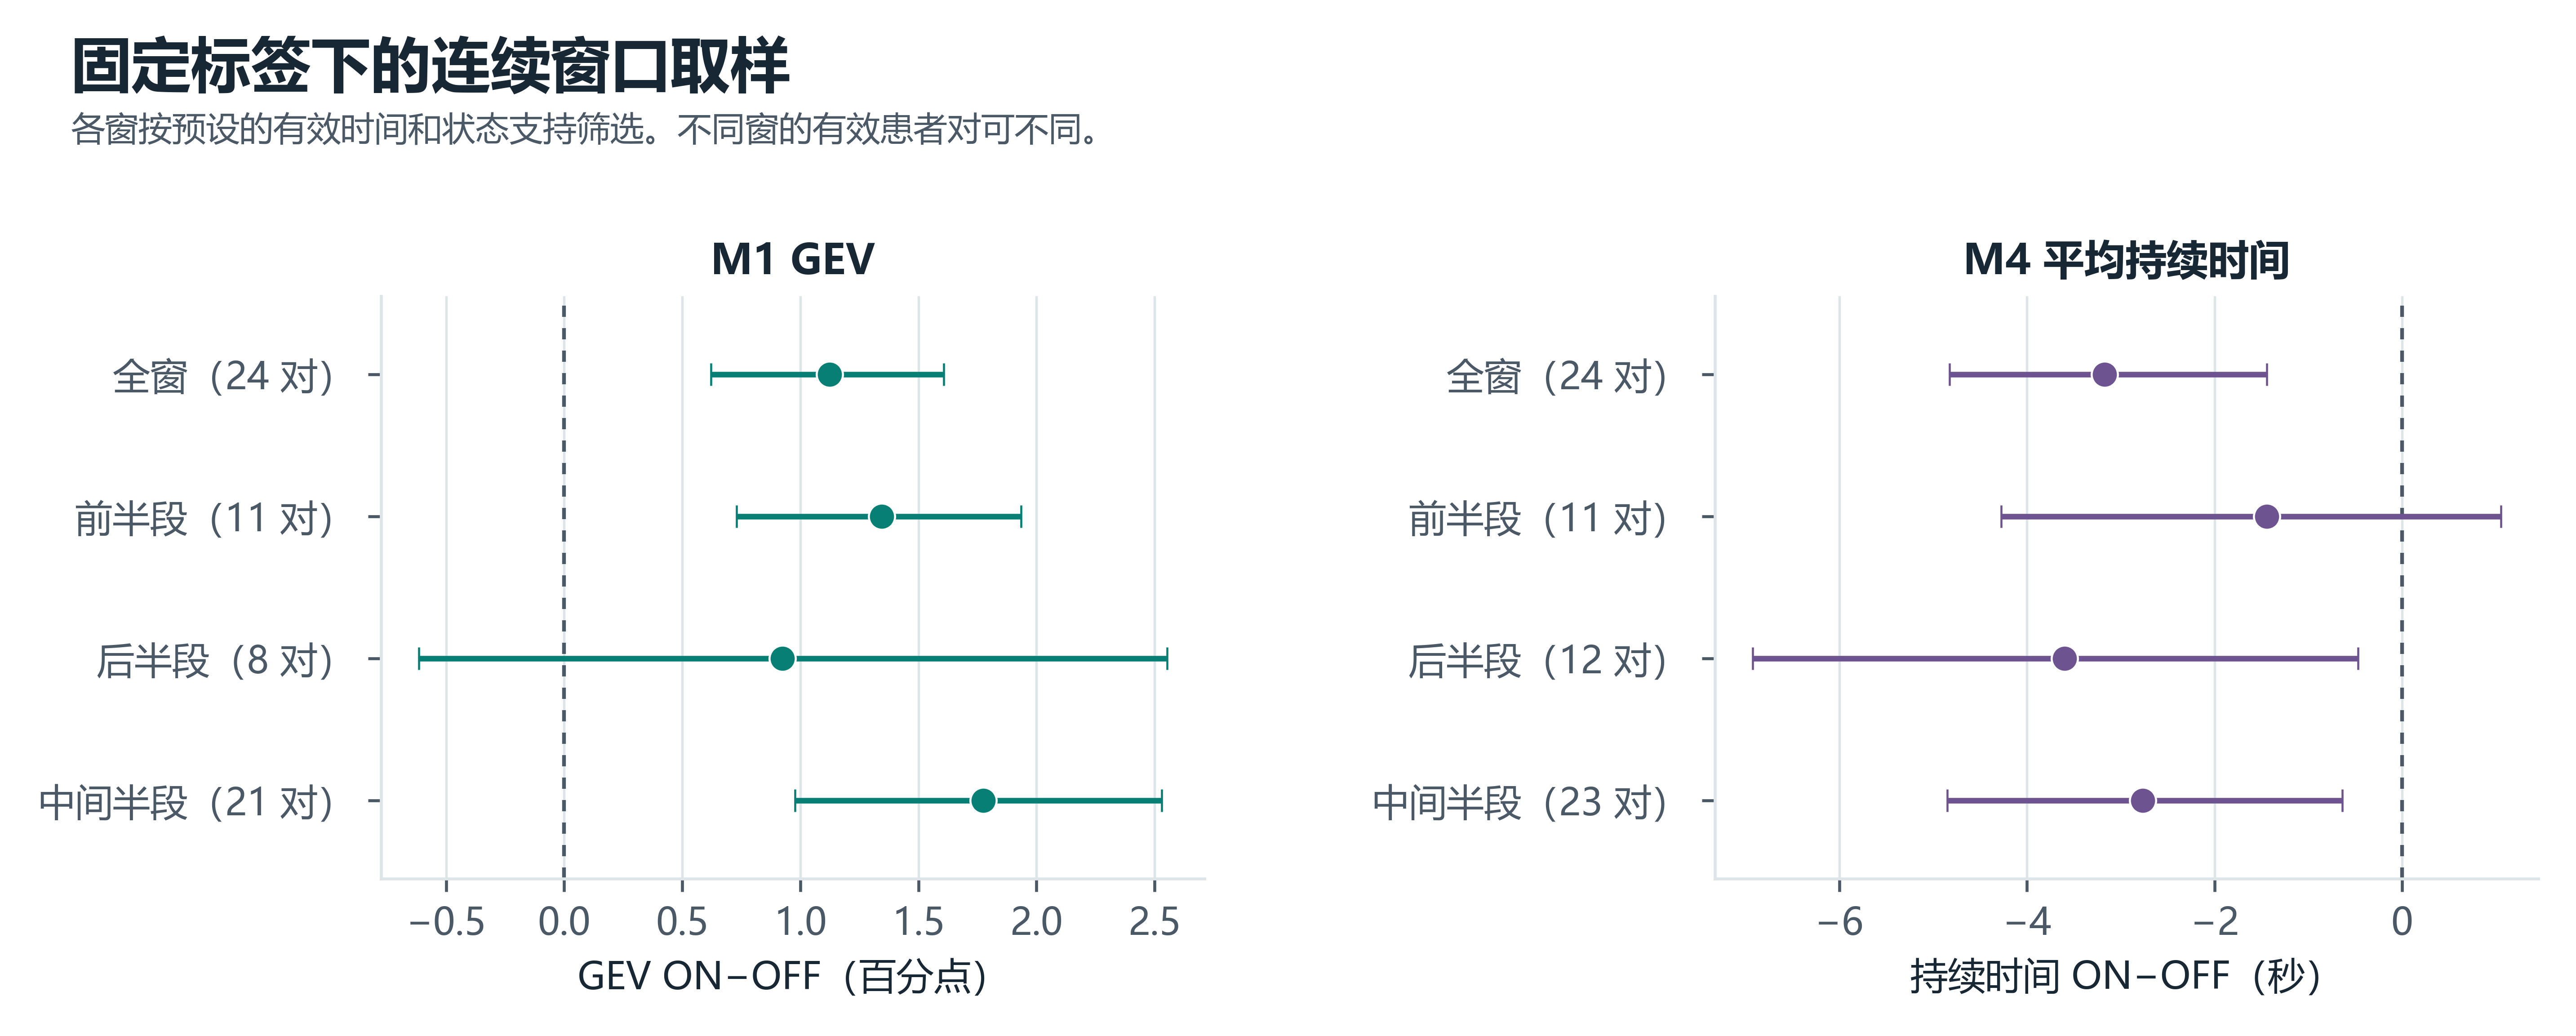 固定标签下的连续窗口取样
各窗按预设的有效时间和状态支持筛选。不同窗的有效患者对可不同。
M1 GEV
全窗（24 对）
前半段（11 对）
后半段（8 对）
中间半段（21 对）
−0.5 0.0 0.5 1.0 1.5 2.0 2.5
GEV ON−OFF（百分点）
M4 平均持续时间
全窗（24 对）
前半段（11 对）
后半段（12 对）
中间半段（23 对）
−6 −4 −2 0
持续时间 ON−OFF（秒）